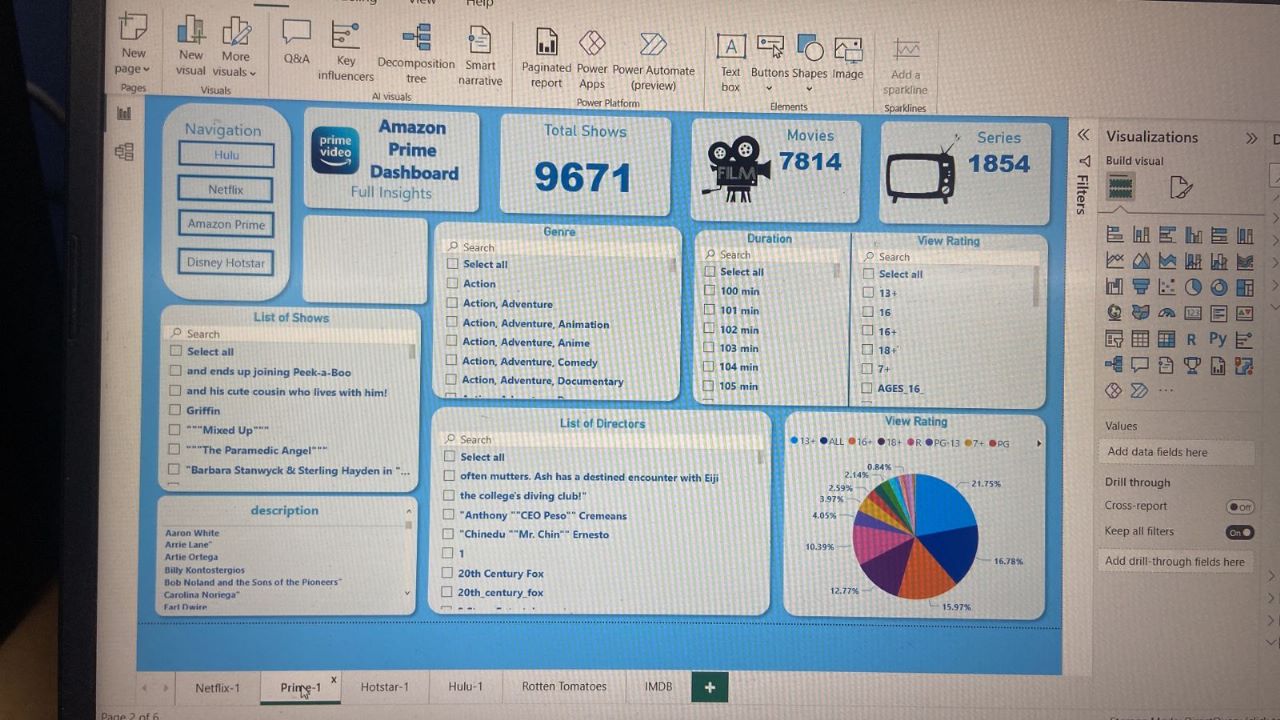 View
Help
New
page
Pages
New
visual
More
visuals
Visuals
Q&A
Key
influencers
Decomposition
tree
Smart
narrative
AI visuals
Paginated
report
Power
Apps
Power Automate
(preview)
Power Platform
A
Text
box
Buttons
Shapes
Image
Elements
Add a
sparkline
Sparklines
Navigation
Hulu
Netflix
Amazon Prime
Disney Hotstar
prime
video
Amazon
Prime
Dashboard
Full Insights
Total Shows
9671
FILM
Movies
7814
Series
1854
Genre
Search
Select all
Action
Action, Adventure
Action, Adventure, Animation
Action, Adventure, Anime
Action, Adventure, Comedy
Action, Adventure, Documentary
Duration
Search
Select all
100 min
101 min
102 min
103 min
104 min
105 min
View Rating
Search
Select all
13+
16
16+
18+
7+
AGES_16_
List of Shows
Search
Select all
and ends up joining Peek-a-Boo
and his cute cousin who lives with him!
Griffin
"""Mixed Up"""
"""The Paramedic Angel"""
"Barbara Stanwyck & Sterling Hayden in "...
description
Aaron White
Arrie Lane"
Artie Ortega
Billy Kontostergios
Bob Noland and the Sons of the Pioneers"
Carolina Noriega"
Earl Dwire
List of Directors
Search
Select all
often mutters. Ash has a destined encounter with Eiji
the college's diving club!"
"Anthony ""CEO Peso"" Cremeans
"Chinedu ""Mr. Chin"" Ernesto
1
20th Century Fox
20th_century_fox
View Rating
13+ ALL 16+ 18+ R PG-13 7+ PG
0.84%
2.14%
2.59%
3.97%
4.05%
10.39%
12.77%
15.97%
16.78%
21.75%
Filters
Visualizations
Build visual
123
R
Py
...
Values
Add data fields here
Drill through
Cross-report
Off
Keep all filters
On
Add drill-through fields here
Netflix-1
Prime-1
x
Hotstar-1
Hulu-1
Rotten Tomatoes
IMDB
+
Page 2 of 6